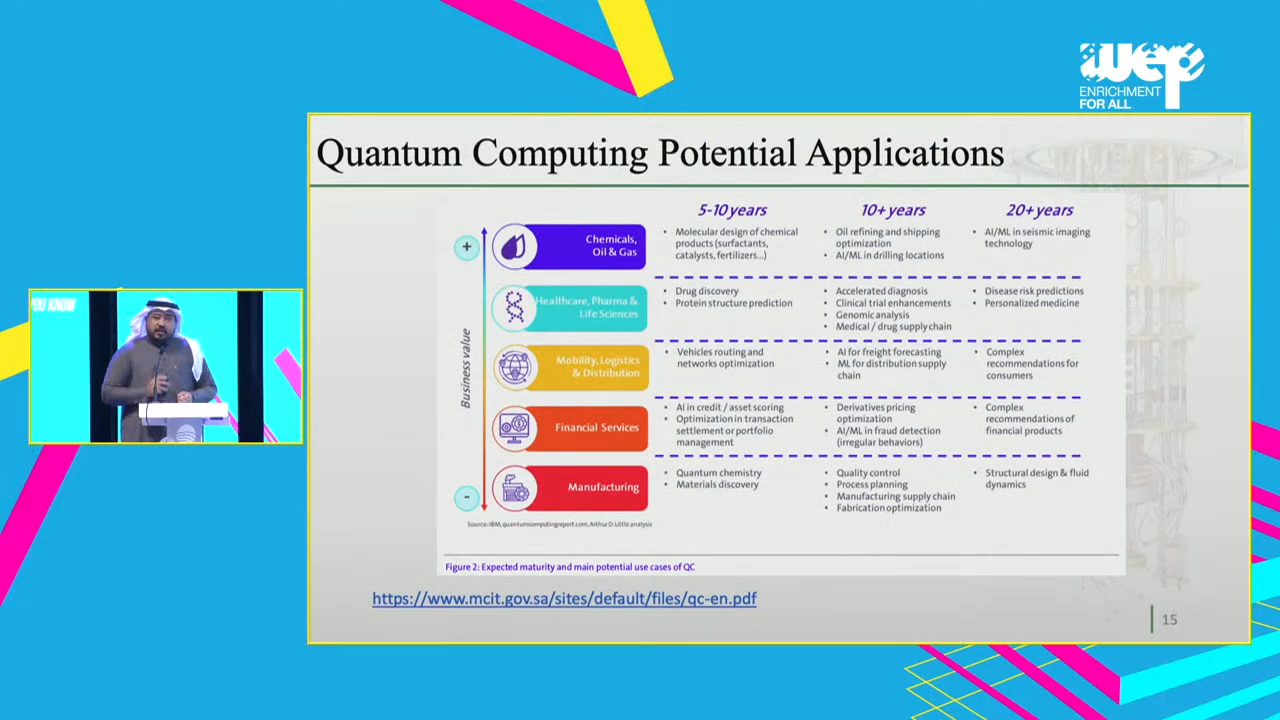 wep
ENRICHMENT
FOR ALL
YOU KNOW
Quantum Computing Potential Applications
5-10 years
10+ years
20+ years
Business value
+
Chemicals,
Oil & Gas
• Molecular design of chemical
products (surfactants,
catalysts, fertilizers...)
• Oil refining and shipping
optimization
• AI/ML in drilling locations
• AI/ML in seismic imaging
technology
Healthcare, Pharma &
Life Sciences
• Drug discovery
• Protein structure prediction
• Accelerated diagnosis
• Clinical trial enhancements
• Genomic analysis
• Medical / drug supply chain
• Disease risk predictions
• Personalized medicine
Mobility, Logistics
& Distribution
• Vehicles routing and
networks optimization
• AI for freight forecasting
• ML for distribution supply
chain
• Complex
recommendations for
consumers
Financial Services
• AI in credit / asset scoring
• Optimization in transaction
settlement or portfolio
management
• Derivatives pricing
optimization
• AI/ML in fraud detection
(irregular behaviors)
• Complex
recommendations of
financial products
-
Manufacturing
• Quantum chemistry
• Materials discovery
• Quality control
• Process planning
• Manufacturing supply chain
• Fabrication optimization
• Structural design & fluid
dynamics
Source: IBM, quantumcomputingreport.com, Arthur D. Little analysis
Figure 2: Expected maturity and main potential use cases of QC
https://www.mcit.gov.sa/sites/default/files/qc-en.pdf
15